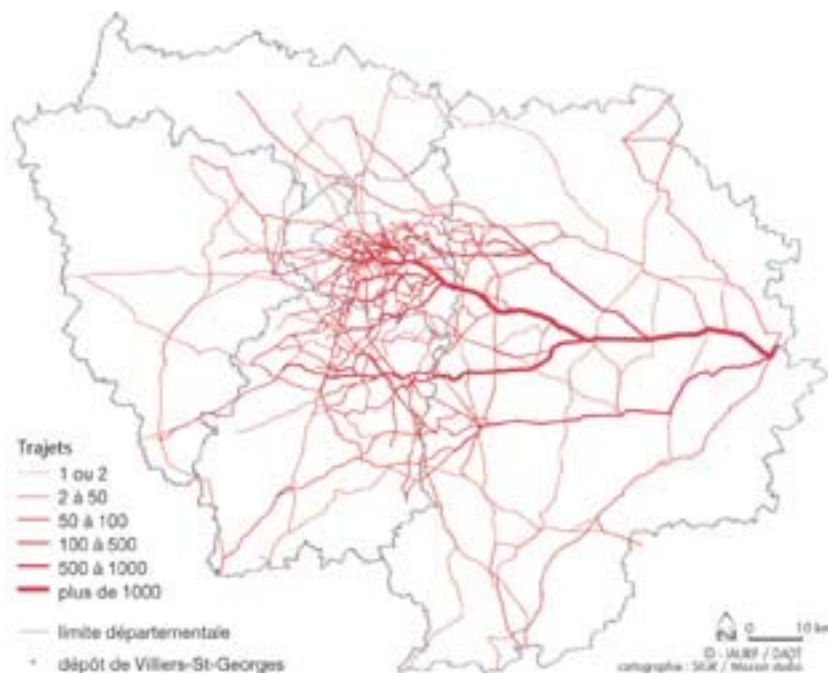 Trajets
1 ou 2
2 à 50
50 à 100
100 à 500
500 à 1000
plus de 1000
limite départementale
dépôt de Villiers-St-Georges
0 10 km
© - IAURIF / DADT
cartographie :